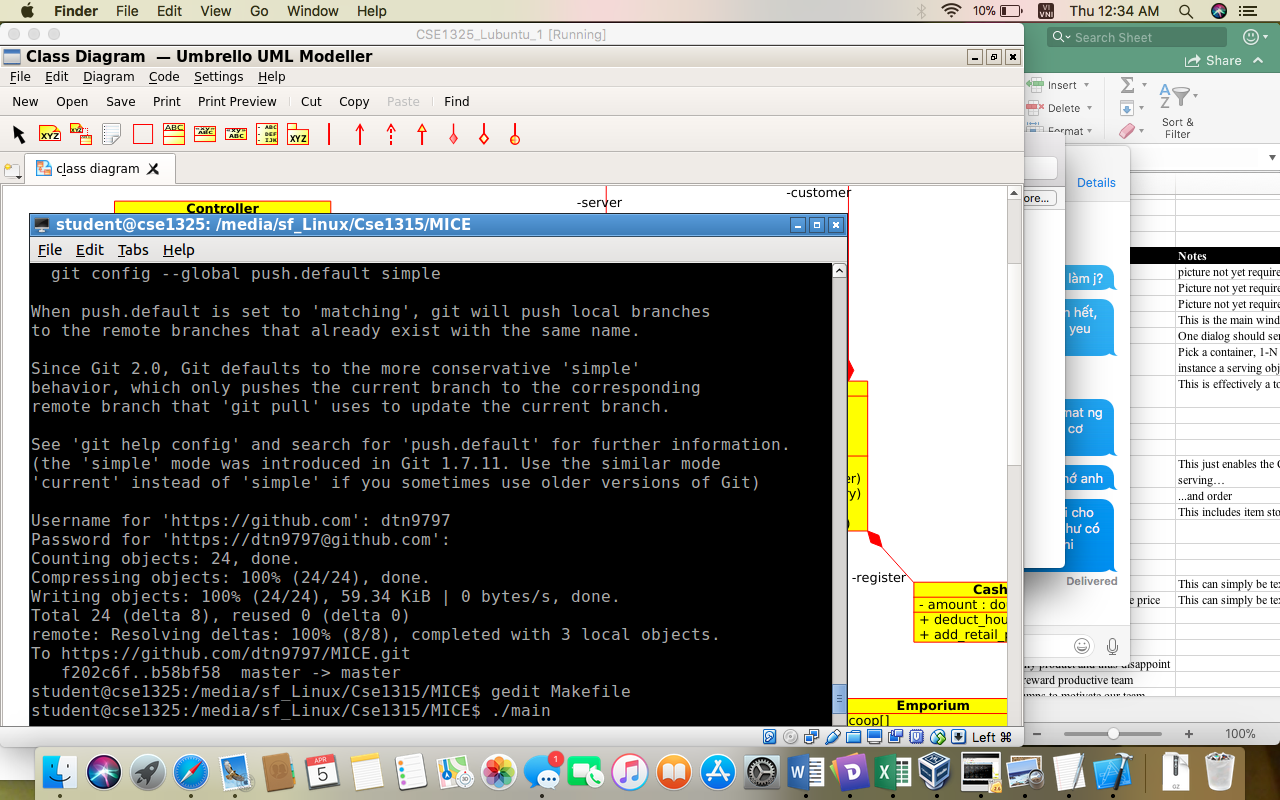 Finder File Edit View Go Window Help
10% VI VNI Thu 12:34 AM
CSE1325_Lubuntu_1 [Running]
Class Diagram — Umbrello UML Modeller
File Edit Diagram Code Settings Help
New Open Save Print Print Preview Cut Copy Paste Find
class diagram
-customer
-server
Controller
student@cse1325: /media/sf_Linux/Cse1315/MICE
File Edit Tabs Help
git config --global push.default simple
When push.default is set to 'matching', git will push local branches
to the remote branches that already exist with the same name.
Since Git 2.0, Git defaults to the more conservative 'simple'
behavior, which only pushes the current branch to the corresponding
remote branch that 'git pull' uses to update the current branch.
See 'git help config' and search for 'push.default' for further information.
(the 'simple' mode was introduced in Git 1.7.11. Use the similar mode
'current' instead of 'simple' if you sometimes use older versions of Git)
Username for 'https://github.com': dtn9797
Password for 'https://dtn9797@github.com':
Counting objects: 24, done.
Compressing objects: 100% (24/24), done.
Writing objects: 100% (24/24), 59.34 KiB | 0 bytes/s, done.
Total 24 (delta 8), reused 0 (delta 0)
remote: Resolving deltas: 100% (8/8), completed with 3 local objects.
To https://github.com/dtn9797/MICE.git
f202c6f..b58bf58 master -> master
student@cse1325:/media/sf_Linux/Cse1315/MICE$ gedit Makefile
student@cse1325:/media/sf_Linux/Cse1315/MICE$ ./main
-register
Cash
- amount : do
+ deduct_hou
+ add_retail_p
Emporium
coop[]
Left ⌘
Search Sheet
Share
Insert
Delete
Format
Sort &
Filter
Details
ore...
làm j?
hết,
yeu
mat ng
cơ
anh
cho
như có
Delivered
Notes
picture not yet require
Picture not yet require
Picture not yet require
This is the main wind
One dialog should ser
Pick a container, 1-N
instance a serving obj
This is effectively a to
This just enables the
serving…
...and order
This includes item sto
This can simply be tex
e price This can simply be tex
product and thus disappoint
reward productive team
to motivate our team
100%
APR
5
1